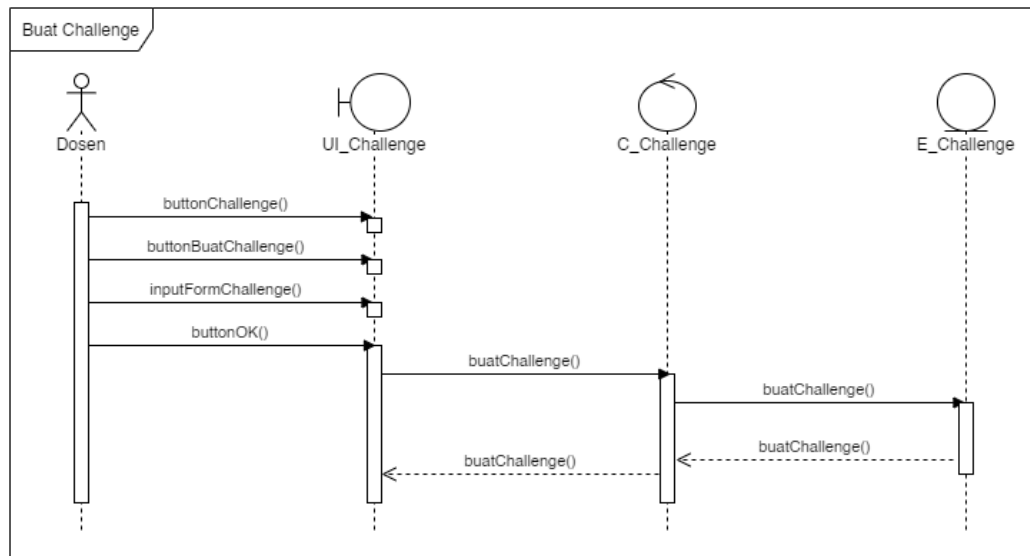 Buat Challenge
Dosen
UI_Challenge
C_Challenge
E_Challenge
buttonChallenge()
buttonBuatChallenge()
inputFormChallenge()
buttonOK()
buatChallenge()
buatChallenge()
buatChallenge()
buatChallenge()